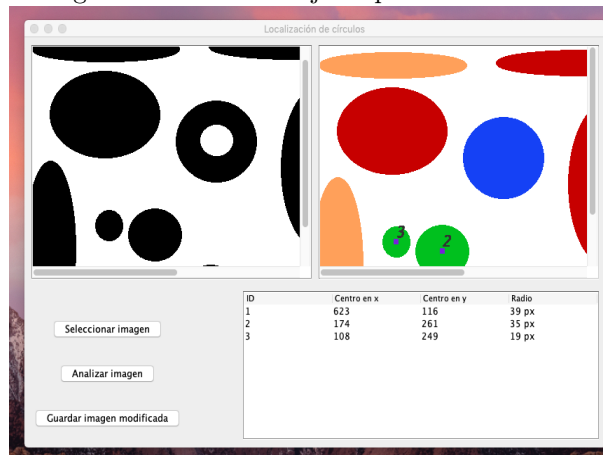 Localización de círculos
3
2
ID Centro en x Centro en y Radio
1 623 116 39 px
2 174 261 35 px
3 108 249 19 px
Seleccionar imagen
Analizar imagen
Guardar imagen modificada